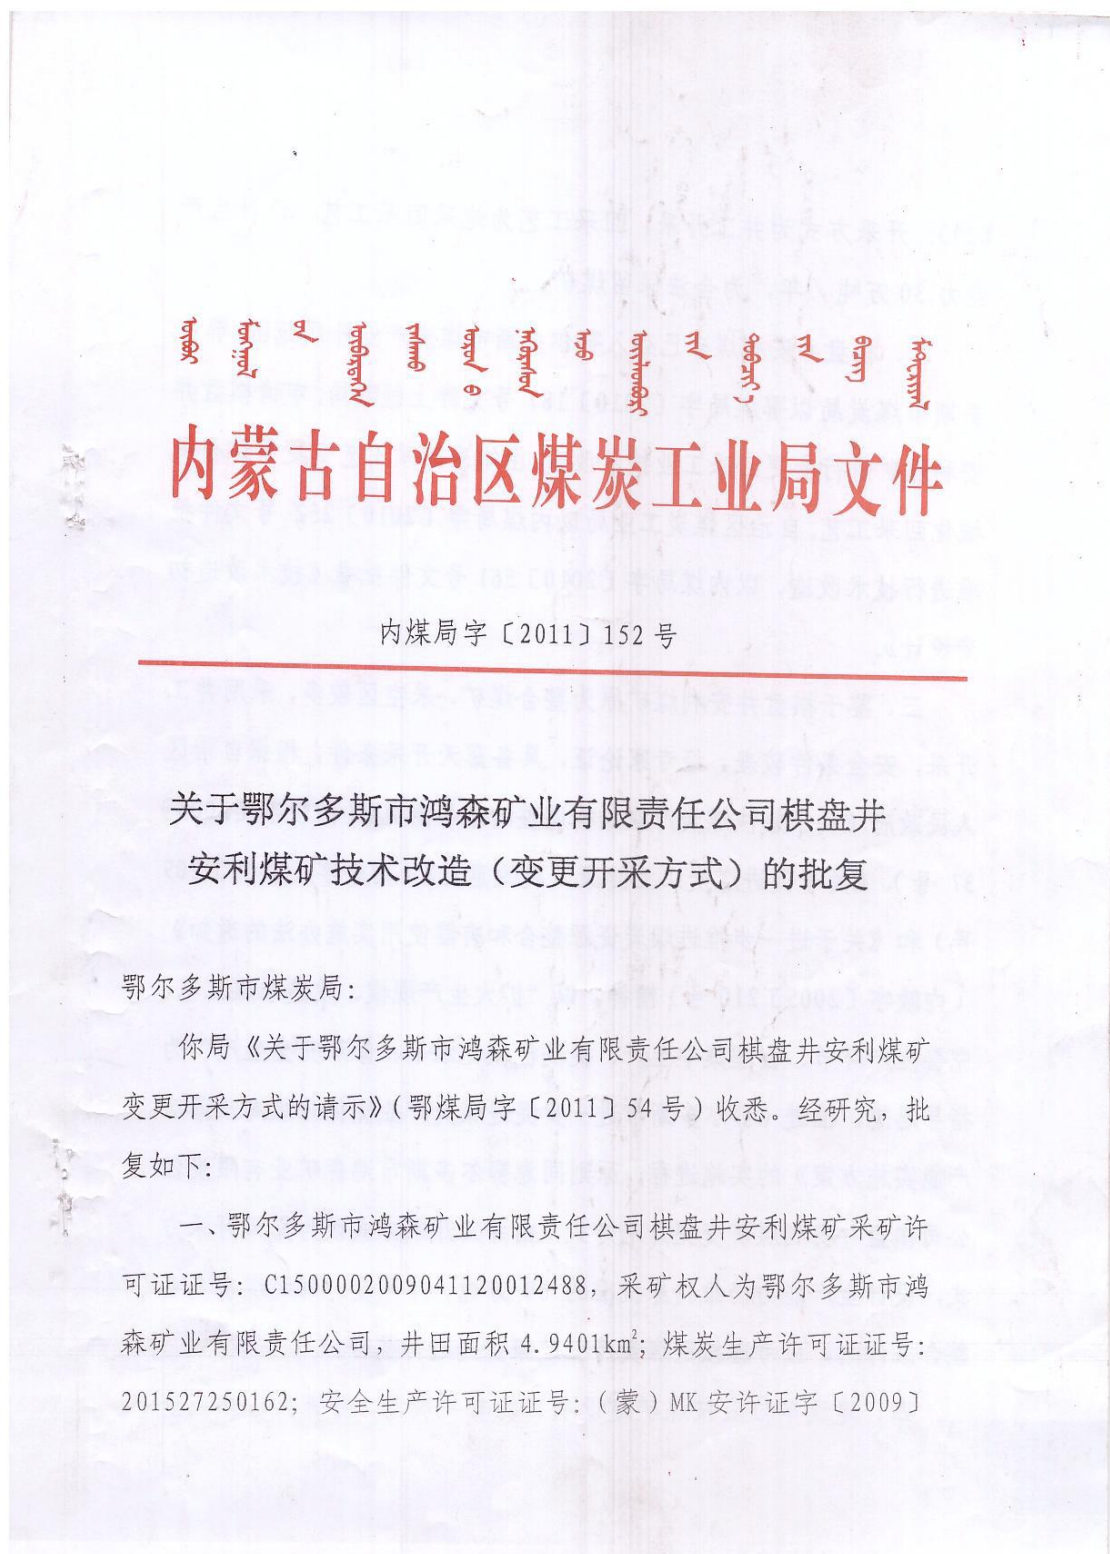 内蒙古自治区煤炭工业局文件
内煤局字〔2011〕152号
关于鄂尔多斯市鸿森矿业有限责任公司棋盘井
安利煤矿技术改造（变更开采方式）的批复
鄂尔多斯市煤炭局：
你局《关于鄂尔多斯市鸿森矿业有限责任公司棋盘井安利煤矿
变更开采方式的请示》（鄂煤局字〔2011〕54号）收悉。经研究，批
复如下：
一、鄂尔多斯市鸿森矿业有限责任公司棋盘井安利煤矿采矿许
可证证号：C1500002009041120012488，采矿权人为鄂尔多斯市鸿
森矿业有限责任公司，井田面积4.9401km²；煤炭生产许可证证号：
201527250162；安全生产许可证证号：（蒙）MK安许证字〔2009〕